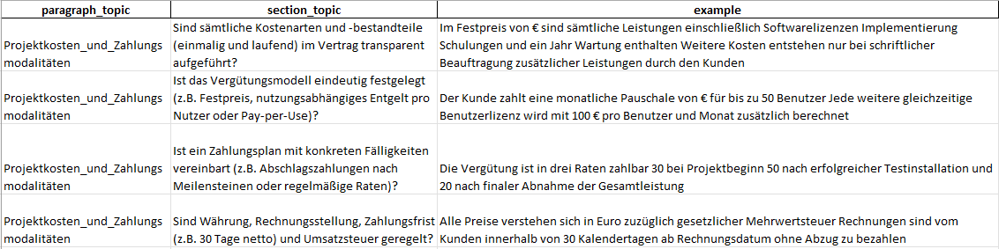 paragraph_topic section_topic example
Projektkosten_und_Zahlungs
modalitäten
Sind sämtliche Kostenarten und -bestandteile
(einmalig und laufend) im Vertrag transparent
aufgeführt?
Im Festpreis von € sind sämtliche Leistungen einschließlich Softwarelizenzen Implementierung
Schulungen und ein Jahr Wartung enthalten Weitere Kosten entstehen nur bei schriftlicher
Beauftragung zusätzlicher Leistungen durch den Kunden
Projektkosten_und_Zahlungs
modalitäten
Ist das Vergütungsmodell eindeutig festgelegt
(z.B. Festpreis, nutzungsabhängiges Entgelt pro
Nutzer oder Pay-per-Use)?
Der Kunde zahlt eine monatliche Pauschale von € für bis zu 50 Benutzer Jede weitere gleichzeitige
Benutzerlizenz wird mit 100 € pro Benutzer und Monat zusätzlich berechnet
Projektkosten_und_Zahlungs
modalitäten
Ist ein Zahlungsplan mit konkreten Fälligkeiten
vereinbart (z.B. Abschlagszahlungen nach
Meilensteinen oder regelmäßige Raten)?
Die Vergütung ist in drei Raten zahlbar 30 bei Projektbeginn 50 nach erfolgreicher Testinstallation und
20 nach finaler Abnahme der Gesamtleistung
Projektkosten_und_Zahlungs
modalitäten
Sind Währung, Rechnungsstellung, Zahlungsfrist
(z.B. 30 Tage netto) und Umsatzsteuer geregelt?
Alle Preise verstehen sich in Euro zuzüglich gesetzlicher Mehrwertsteuer Rechnungen sind vom
Kunden innerhalb von 30 Kalendertagen ab Rechnungsdatum ohne Abzug zu bezahlen